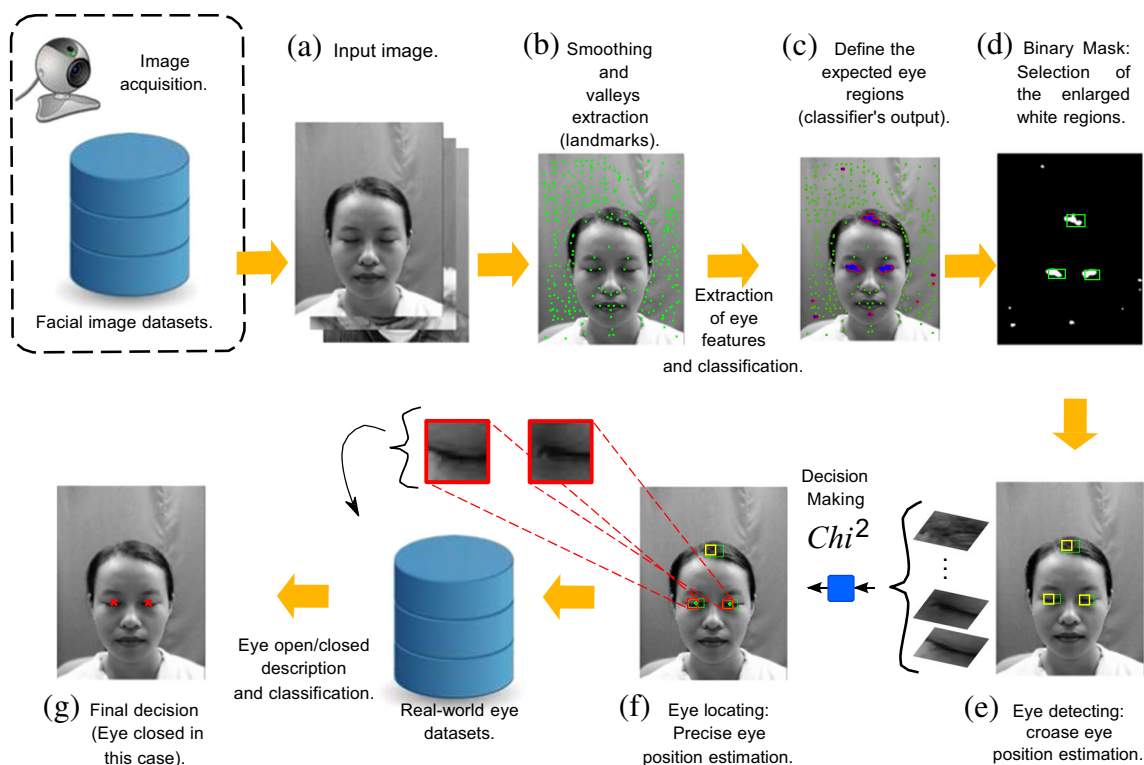 Image
acquisition.
Facial image datasets.
(a) Input image.
(b) Smoothing
and
valleys
extraction
(landmarks).
Extraction
of eye
features
and classification.
(c) Define the
expected eye
regions
(classifier's output).
(d) Binary Mask:
Selection of
the enlarged
white regions.
(e) Eye detecting:
croase eye
position estimation.
Decision
Making
Chi²
(f) Eye locating:
Precise eye
position estimation.
Real-world eye
datasets.
Eye open/closed
description
and classification.
(g) Final decision
(Eye closed in
this case).